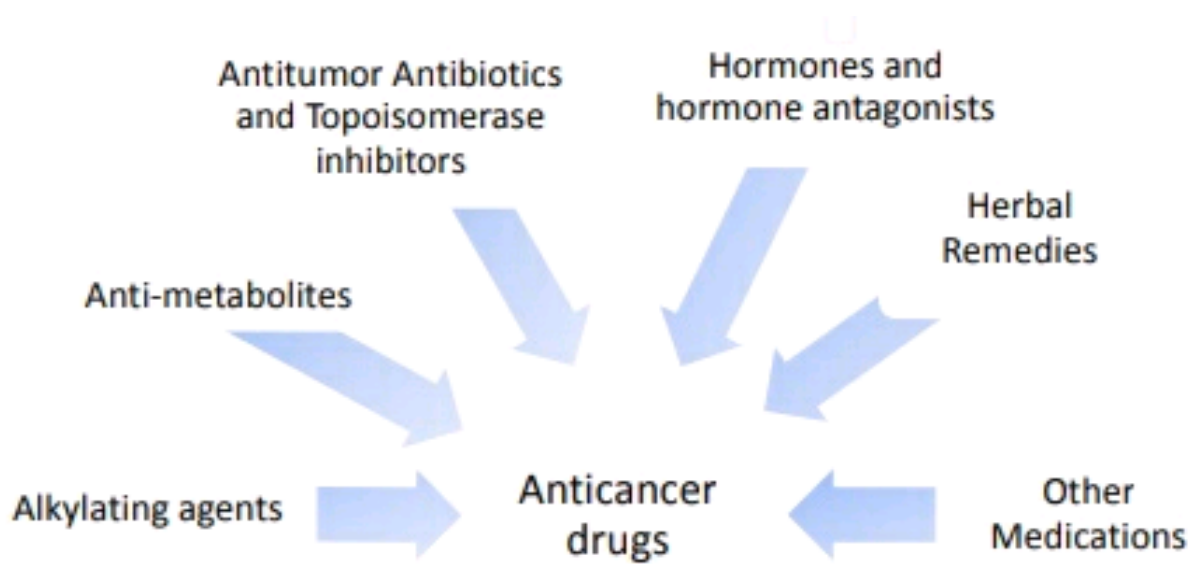 Antitumor Antibiotics
and Topoisomerase
inhibitors
Hormones and
hormone antagonists
Herbal
Remedies
Anti-metabolites
Alkylating agents
Anticancer
drugs
Other
Medications